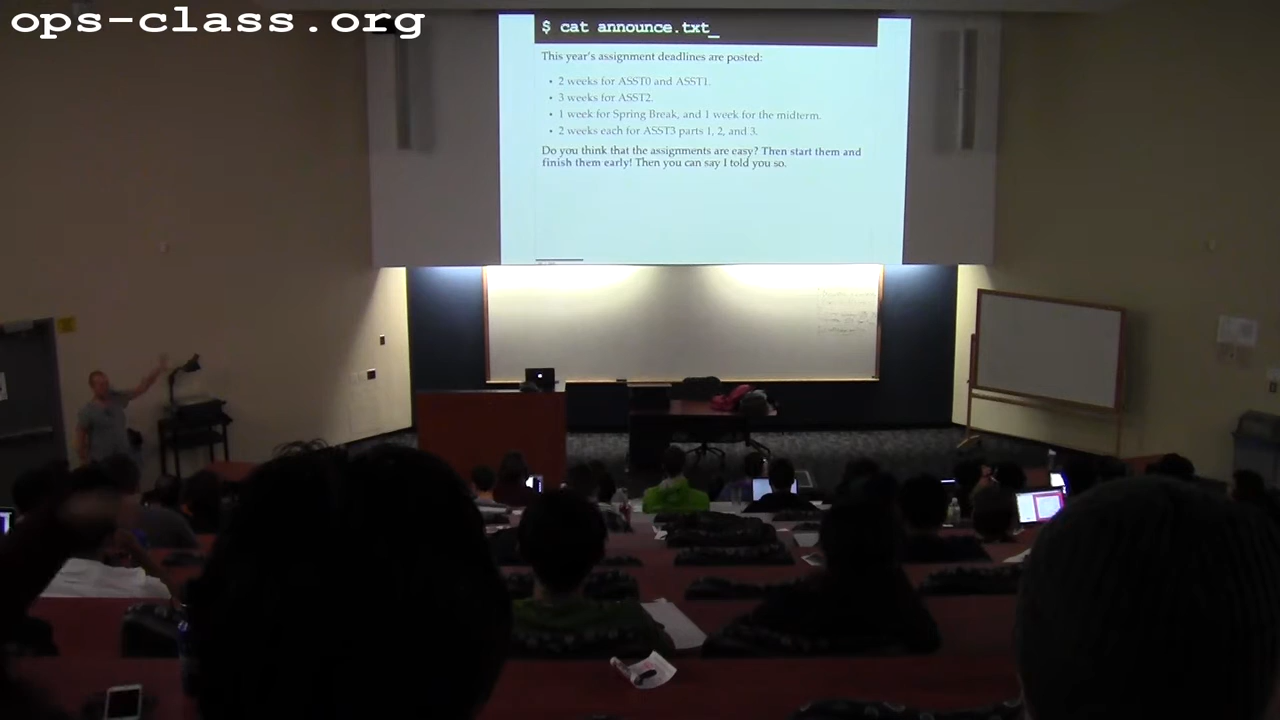 ops-class.org
$ cat announce.txt_
This year's assignment deadlines are posted:
• 2 weeks for ASST0 and ASST1.
• 3 weeks for ASST2.
• 1 week for Spring Break, and 1 week for the midterm.
• 2 weeks each for ASST3 parts 1, 2, and 3.
Do you think that the assignments are easy? Then start them and
finish them early! Then you can say I told you so.